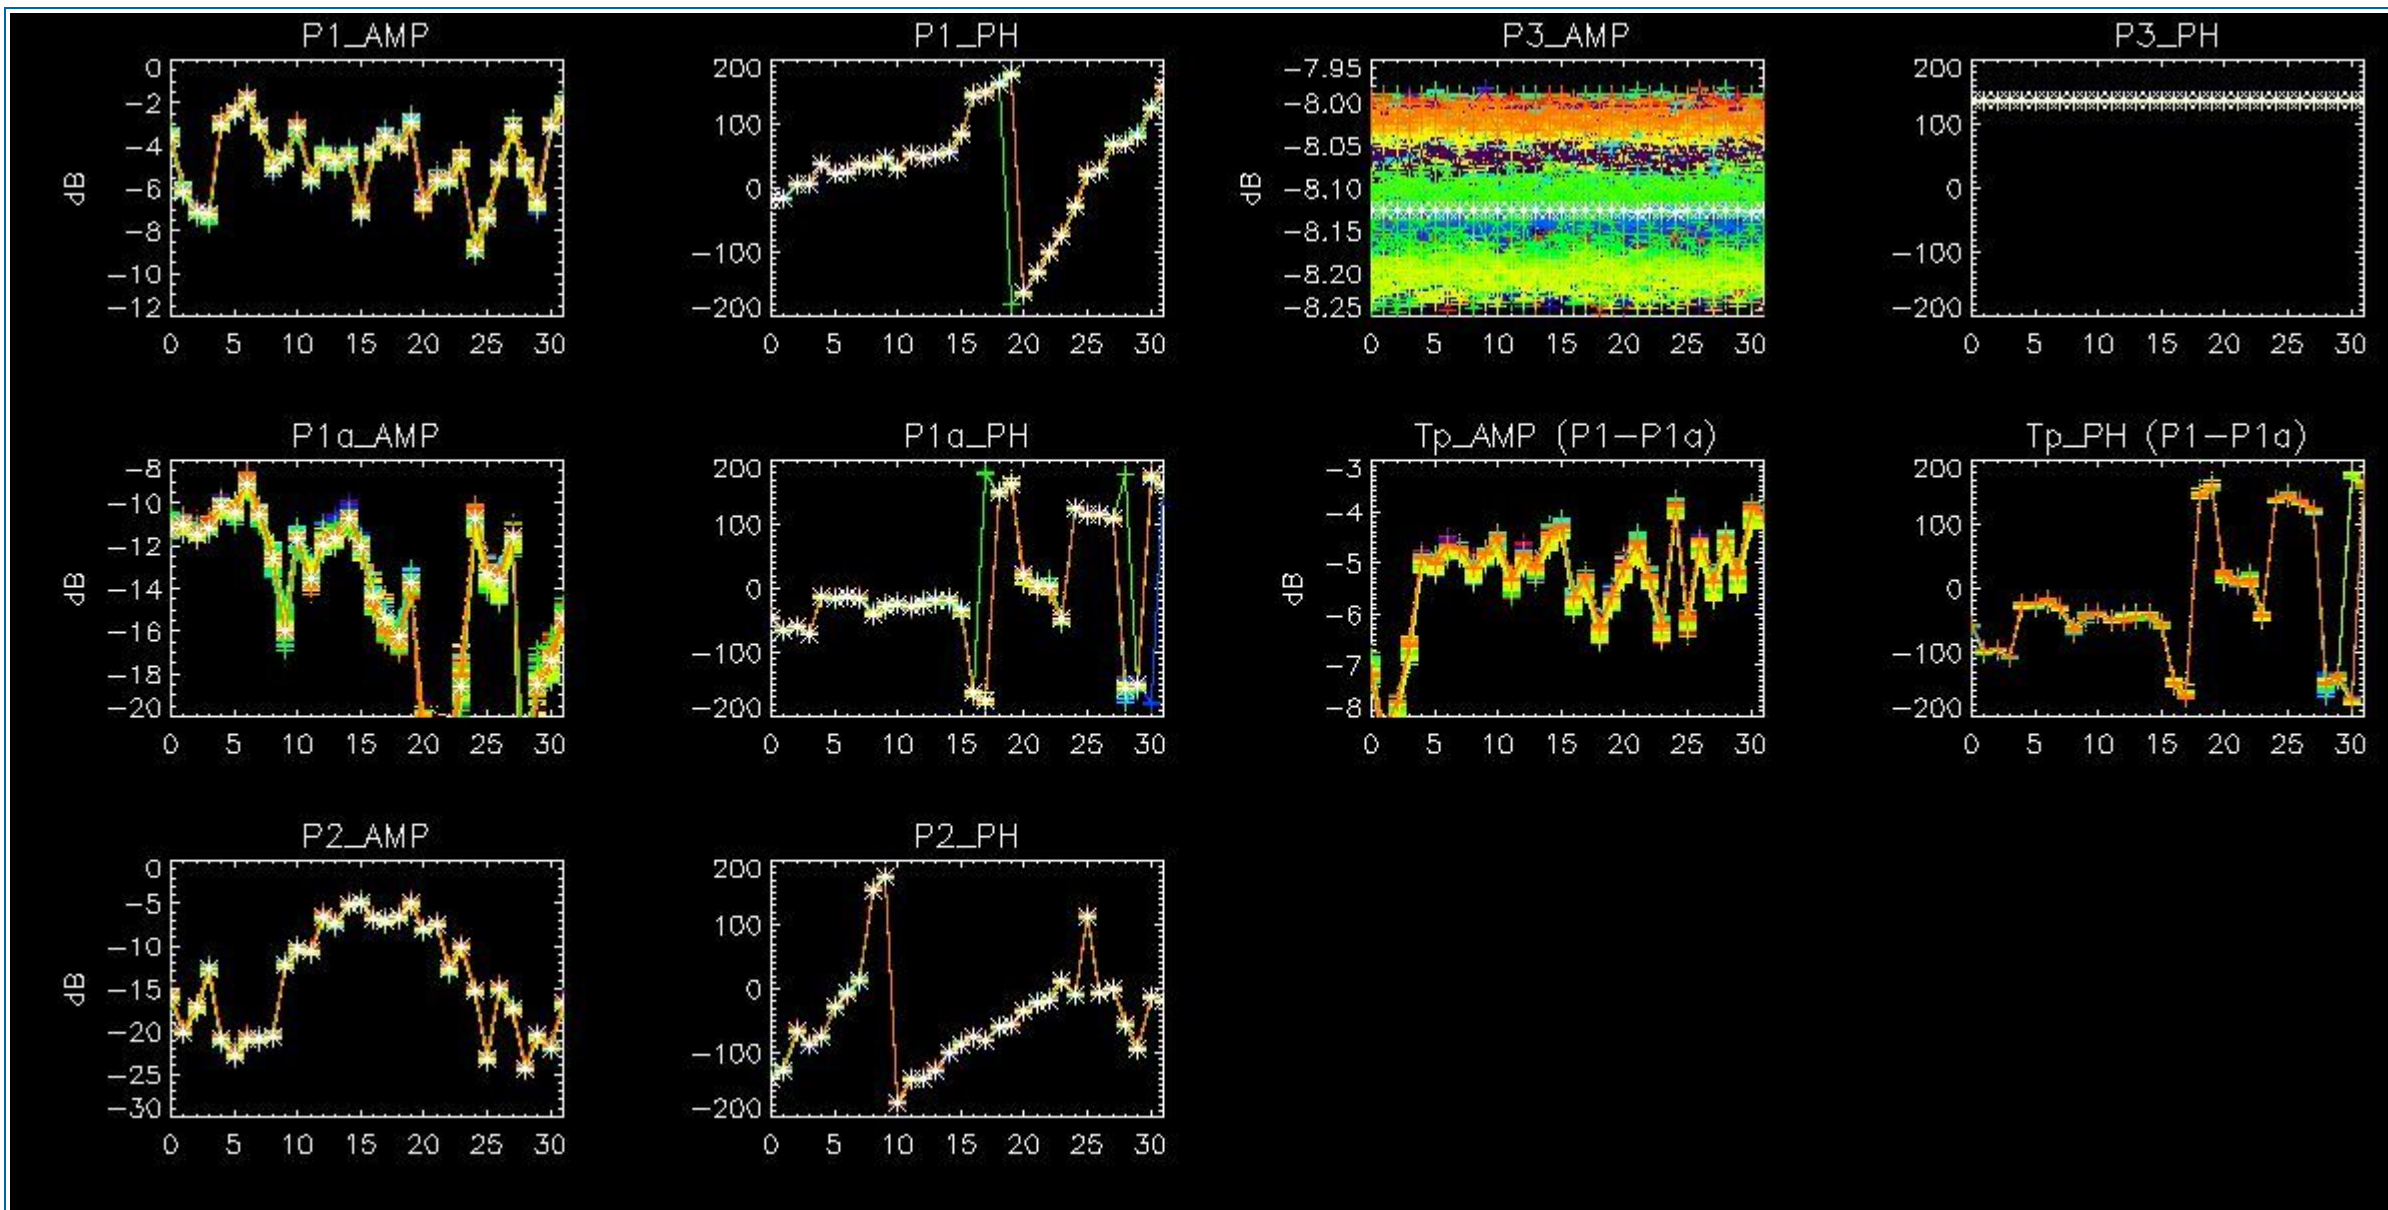 P1_AMP
0
−2
−4
−6
−8
−10
−12
dB
0 5 10 15 20 25 30
P1_PH
200
100
0
−100
−200
0 5 10 15 20 25 30
P3_AMP
−7.95
−8.00
−8.05
−8.10
−8.15
−8.20
−8.25
dB
0 5 10 15 20 25 30
P3_PH
200
100
0
−100
−200
0 5 10 15 20 25 30
P1a_AMP
−8
−10
−12
−14
−16
−18
−20
dB
0 5 10 15 20 25 30
P1a_PH
200
100
0
−100
−200
0 5 10 15 20 25 30
Tp_AMP (P1−P1a)
−3
−4
−5
−6
−7
−8
dB
0 5 10 15 20 25 30
Tp_PH (P1−P1a)
200
100
0
−100
−200
0 5 10 15 20 25 30
P2_AMP
0
−5
−10
−15
−20
−25
−30
dB
0 5 10 15 20 25 30
P2_PH
200
100
0
−100
−200
0 5 10 15 20 25 30